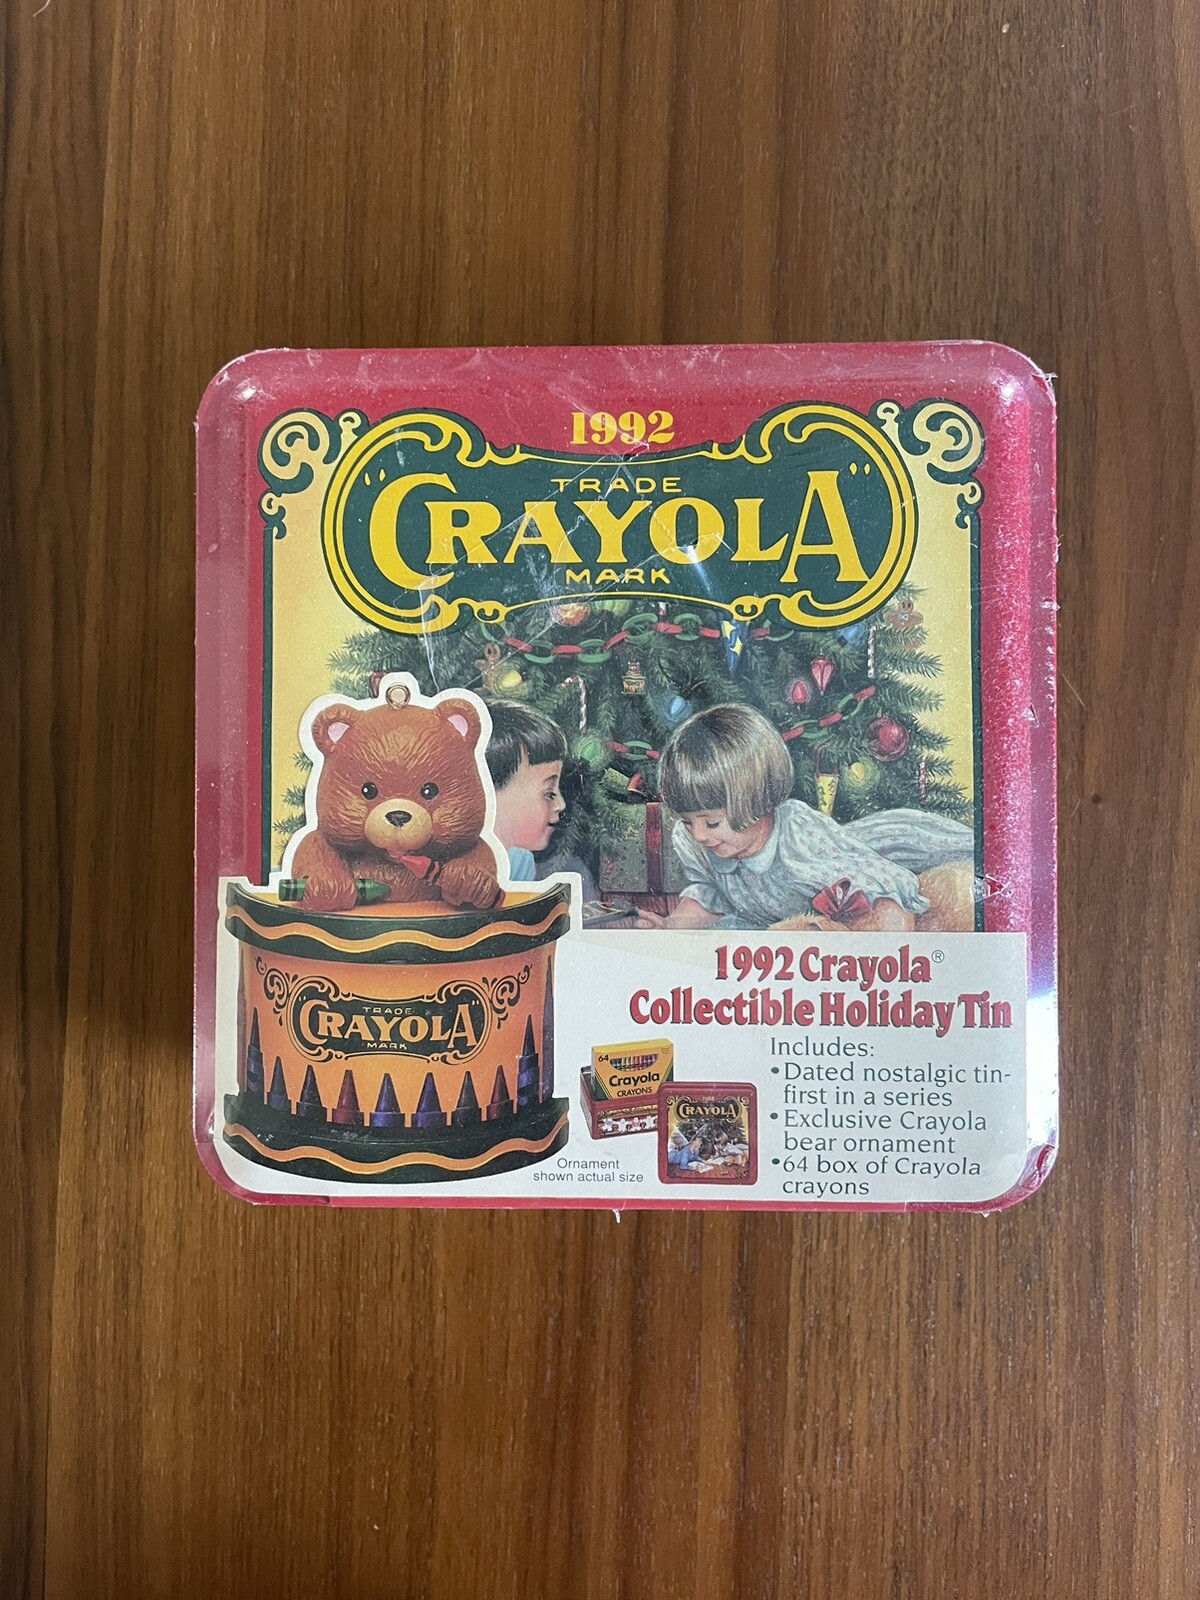 1992
TRADE
"CRAYOLA"
MARK
TRADE
"CRAYOLA"
MARK
1992 Crayola®
Collectible Holiday Tin
Includes:
•Dated nostalgic tin-
first in a series
•Exclusive Crayola
bear ornament
•64 box of Crayola
crayons
64
Crayola
CRAYONS
CRAYOLA
Ornament
shown actual size